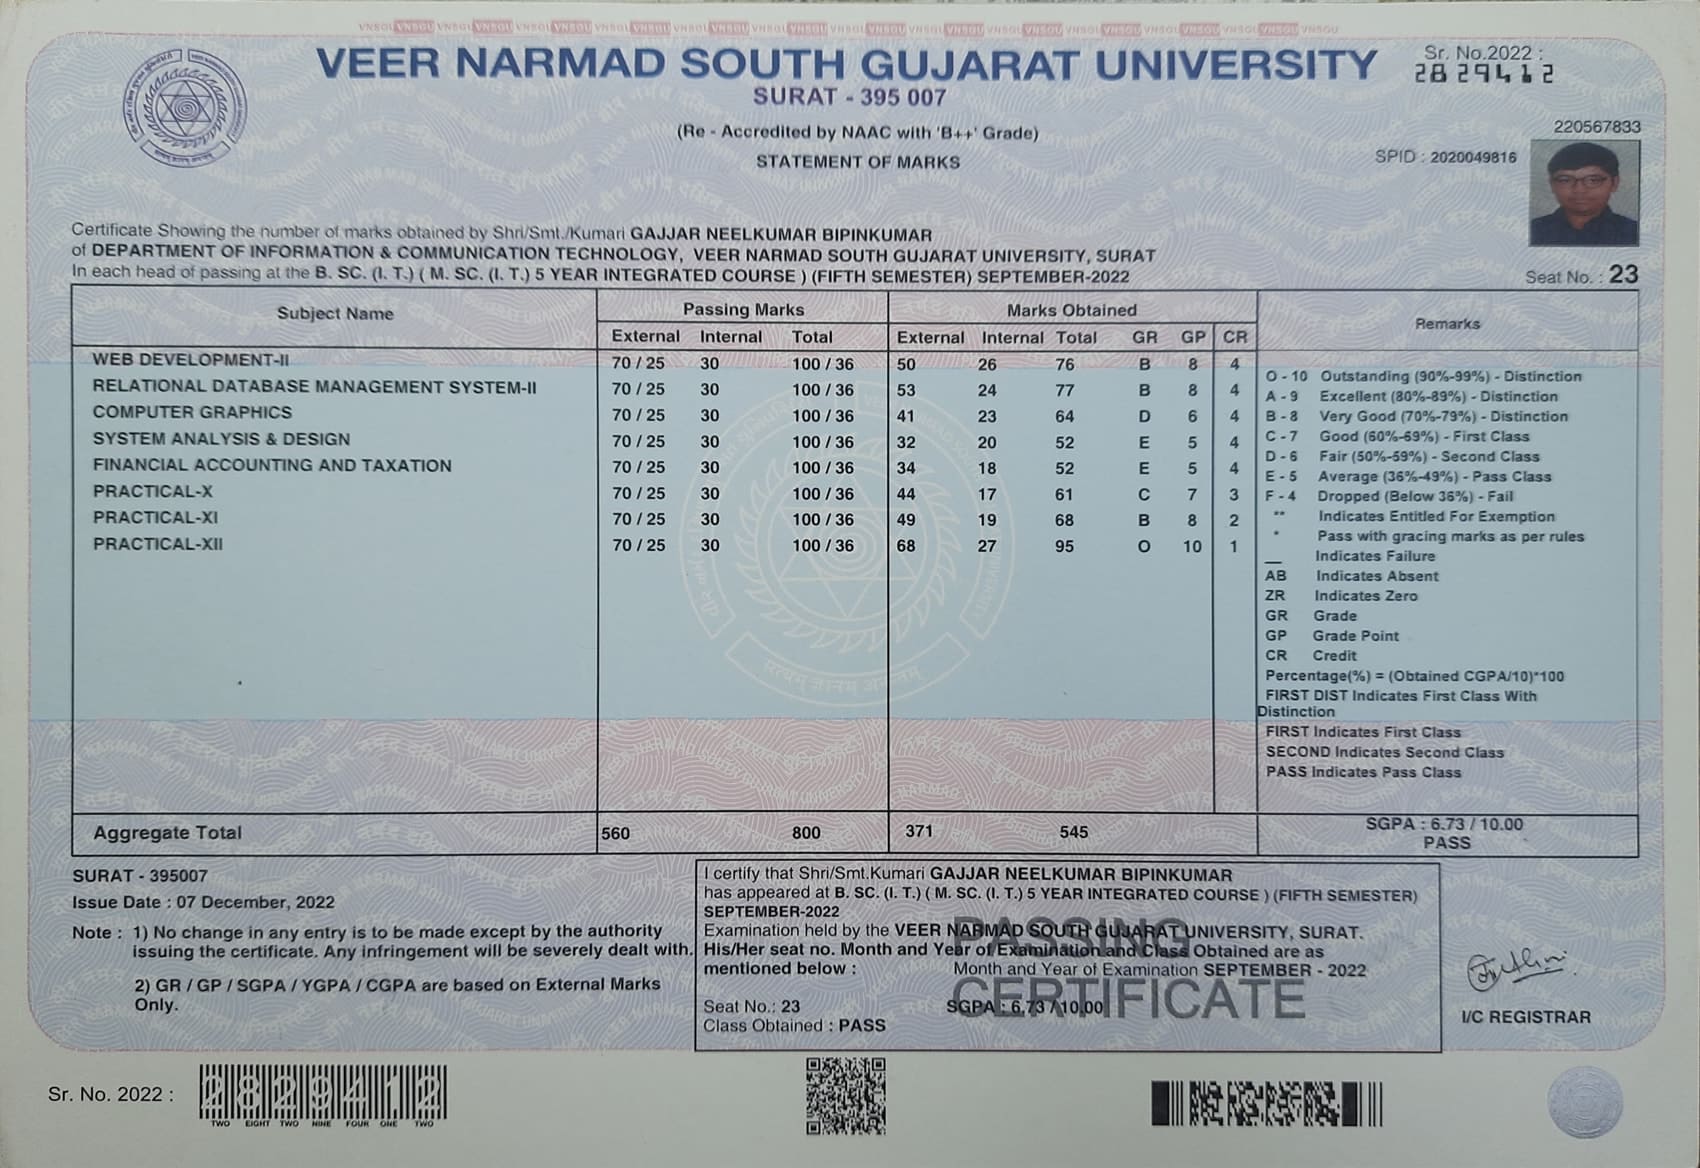 VNSGU VNSGU VNSGU VNSGU VNSGU VNSGU VNSGU VNSGU VNSGU VNSGU VNSGU VNSGU VNSGU VNSGU VNSGU VNSGU VNSGU VNSGU VNSGU VNSGU VNSGU VNSGU VNSGU VNSGU VNSGU
VEER NARMAD SOUTH GUJARAT UNIVERSITY
Sr. No.2022 :
2829412
SURAT - 395 007
(Re - Accredited by NAAC with 'B++' Grade)
220567833
STATEMENT OF MARKS
SPID : 2020049816
Certificate Showing the number of marks obtained by Shri/Smt./Kumari GAJJAR NEELKUMAR BIPINKUMAR
of DEPARTMENT OF INFORMATION & COMMUNICATION TECHNOLOGY, VEER NARMAD SOUTH GUJARAT UNIVERSITY, SURAT
In each head of passing at the B. SC. (I. T.) ( M. SC. (I. T.) 5 YEAR INTEGRATED COURSE ) (FIFTH SEMESTER) SEPTEMBER-2022
Seat No. : 23
Subject Name Passing Marks Marks Obtained Remarks
External Internal Total External Internal Total GR GP CR
WEB DEVELOPMENT-II 70 / 25 30 100 / 36 50 26 76 B 8 4
RELATIONAL DATABASE MANAGEMENT SYSTEM-II 70 / 25 30 100 / 36 53 24 77 B 8 4
COMPUTER GRAPHICS 70 / 25 30 100 / 36 41 23 64 D 6 4
SYSTEM ANALYSIS & DESIGN 70 / 25 30 100 / 36 32 20 52 E 5 4
FINANCIAL ACCOUNTING AND TAXATION 70 / 25 30 100 / 36 34 18 52 E 5 4
PRACTICAL-X 70 / 25 30 100 / 36 44 17 61 C 7 3
PRACTICAL-XI 70 / 25 30 100 / 36 49 19 68 B 8 2
PRACTICAL-XII 70 / 25 30 100 / 36 68 27 95 O 10 1
O - 10 Outstanding (90%-99%) - Distinction
A - 9 Excellent (80%-89%) - Distinction
B - 8 Very Good (70%-79%) - Distinction
C - 7 Good (60%-69%) - First Class
D - 6 Fair (50%-59%) - Second Class
E - 5 Average (36%-49%) - Pass Class
F - 4 Dropped (Below 36%) - Fail
** Indicates Entitled For Exemption
* Pass with gracing marks as per rules
__ Indicates Failure
AB Indicates Absent
ZR Indicates Zero
GR Grade
GP Grade Point
CR Credit
Percentage(%) = (Obtained CGPA/10)*100
FIRST DIST Indicates First Class With
Distinction
FIRST Indicates First Class
SECOND Indicates Second Class
PASS Indicates Pass Class
Aggregate Total 560 800 371 545
SGPA : 6.73 / 10.00
PASS
SURAT - 395007
Issue Date : 07 December, 2022
Note : 1) No change in any entry is to be made except by the authority
issuing the certificate. Any infringement will be severely dealt with.
2) GR / GP / SGPA / YGPA / CGPA are based on External Marks
Only.
PASSING
CERTIFICATE
I certify that Shri/Smt.Kumari GAJJAR NEELKUMAR BIPINKUMAR
has appeared at B. SC. (I. T.) ( M. SC. (I. T.) 5 YEAR INTEGRATED COURSE ) (FIFTH SEMESTER)
SEPTEMBER-2022
Examination held by the VEER NARMAD SOUTH GUJARAT UNIVERSITY, SURAT.
His/Her seat no. Month and Year of Examination and Class Obtained are as
mentioned below : Month and Year of Examination SEPTEMBER - 2022
Seat No.: 23 SGPA : 6.73 / 10.00
Class Obtained : PASS
I/C REGISTRAR
Sr. No. 2022 : 2829412
TWO EIGHT TWO NINE FOUR ONE TWO